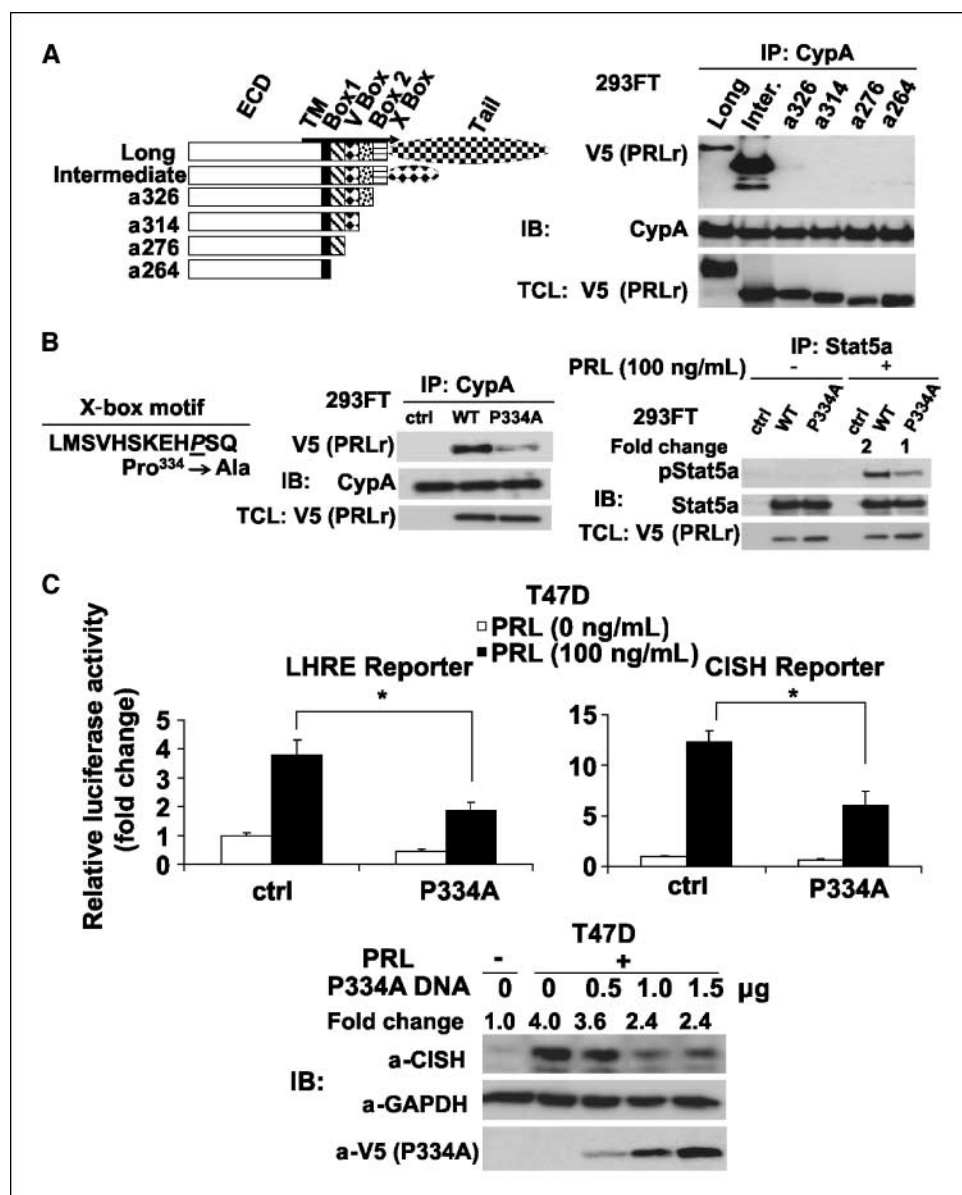 A
ECD
TM
Box1
V Box
Box 2
X Box
Tail
Long
Intermediate
a326
a314
a276
a264
IP: CypA
293FT
Long
Inter.
a326
a314
a276
a264
V5 (PRLr)
IB: CypA
TCL: V5 (PRLr)
B
X-box motif
LMSVHSKEHPSQ
Pro334 → Ala
IP: CypA
293FT
ctrl WT P334A
V5 (PRLr)
IB: CypA
TCL: V5 (PRLr)
IP: Stat5a
PRL (100 ng/mL) - +
293FT
ctrl WT P334A ctrl WT P334A
Fold change 2 1
pStat5a
IB: Stat5a
TCL: V5 (PRLr)
C
T47D
PRL (0 ng/mL)
PRL (100 ng/mL)
LHRE Reporter
CISH Reporter
Relative luciferase activity
(fold change)
*
5
4
3
2
1
0
ctrl P334A
*
15
10
5
0
ctrl P334A
T47D
PRL - +
P334A DNA 0 0 0.5 1.0 1.5 µg
Fold change 1.0 4.0 3.6 2.4 2.4
a-CISH
IB:
a-GAPDH
a-V5 (P334A)